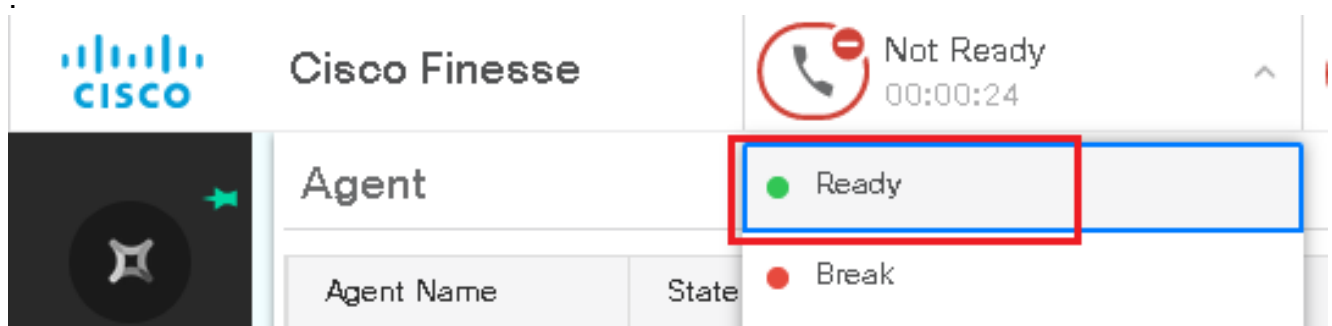 .
CISCO
Cisco Finesse
Not Ready
00:00:24
Agent
Ready
Agent Name
State
Break